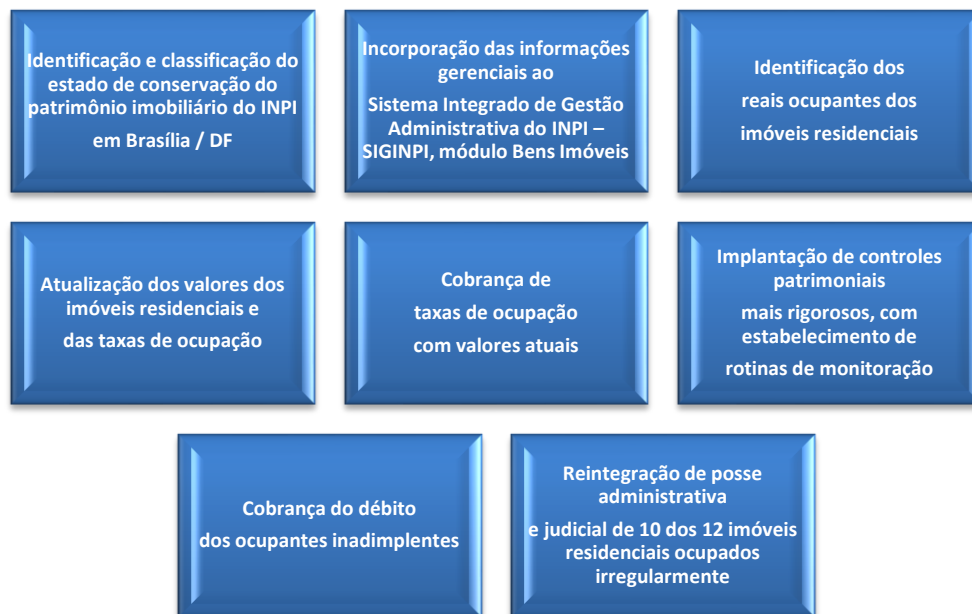 Identificação e classificação do
estado de conservação do
patrimônio imobiliário do INPI
em Brasília / DF
Incorporação das informações
gerenciais ao
Sistema Integrado de Gestão
Administrativa do INPI –
SIGINPI, módulo Bens Imóveis
Identificação dos
reais ocupantes dos
imóveis residenciais
Atualização dos valores dos
imóveis residenciais e
das taxas de ocupação
Cobrança de
taxas de ocupação
com valores atuais
Implantação de controles
patrimoniais
mais rigorosos, com
estabelecimento de
rotinas de monitoração
Cobrança do débito
dos ocupantes inadimplentes
Reintegração de posse
administrativa
e judicial de 10 dos 12 imóveis
residenciais ocupados
irregularmente